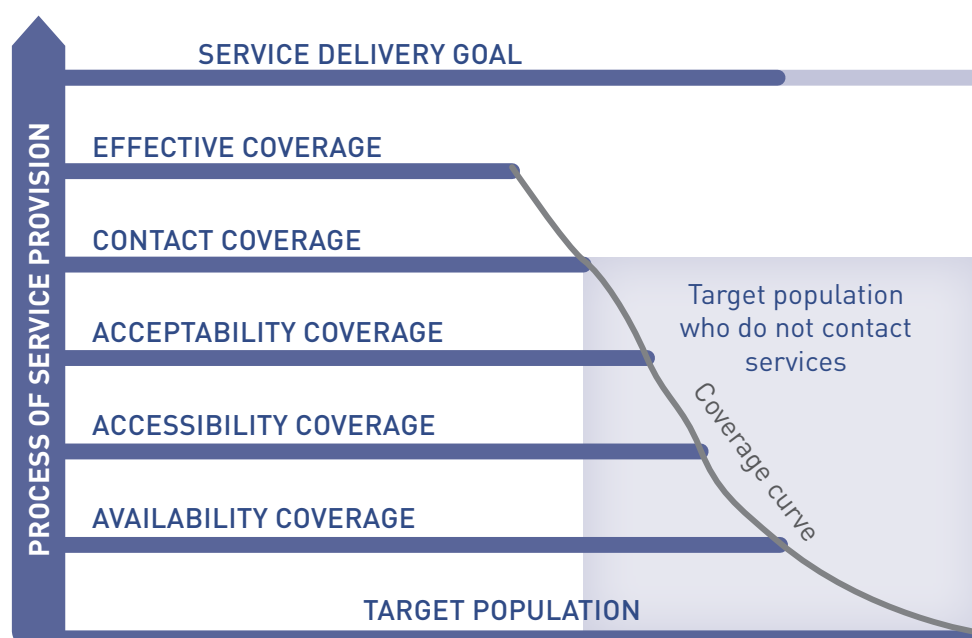 SERVICE DELIVERY GOAL
EFFECTIVE COVERAGE
CONTACT COVERAGE
ACCEPTABILITY COVERAGE
ACCESSIBILITY COVERAGE
AVAILABILITY COVERAGE
TARGET POPULATION
PROCESS OF SERVICE PROVISION
Target population
who do not contact
services
Coverage curve